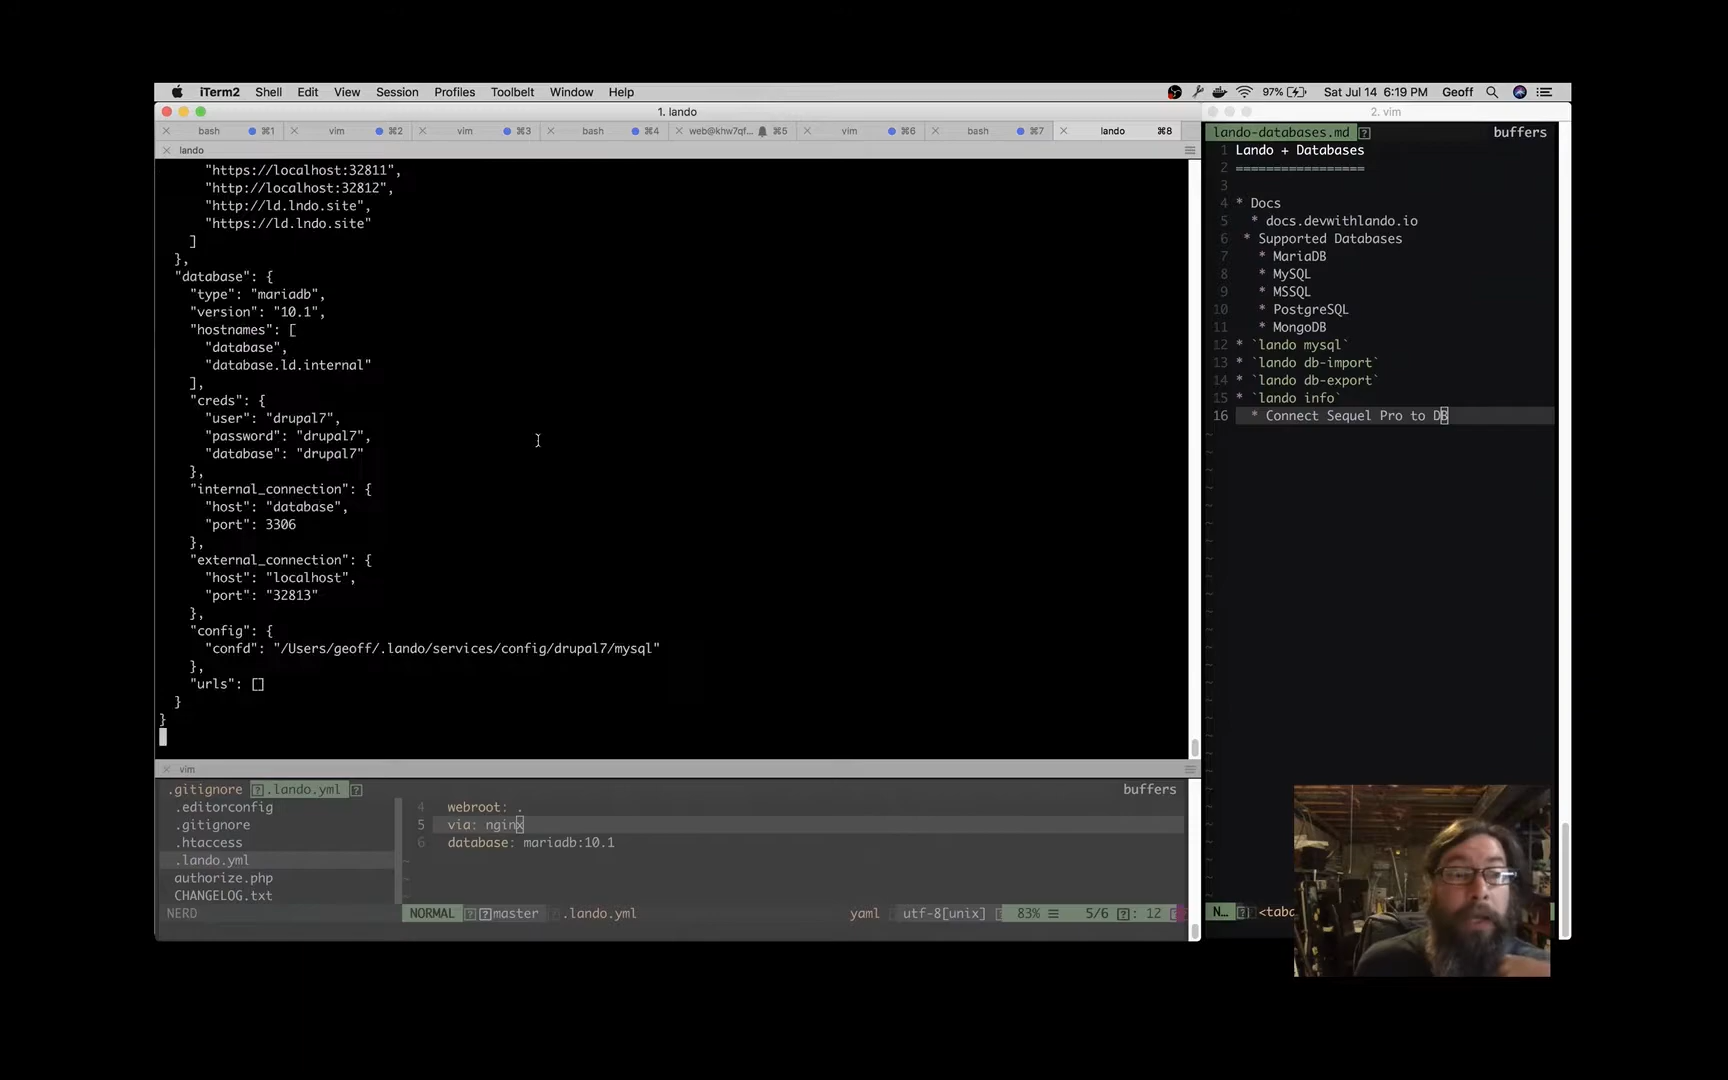 iTerm2 Shell Edit View Session Profiles Toolbelt Window Help 97% Sat Jul 14 6:19 PM Geoff
1. lando
bash ⌘1 vim ⌘2 vim ⌘3 bash ⌘4 web@khw7qf... ⌘5 vim ⌘6 bash ⌘7 lando ⌘8
lando
"https://localhost:32811",
"http://localhost:32812",
"http://ld.lndo.site",
"https://ld.lndo.site"
]
},
"database": {
"type": "mariadb",
"version": "10.1",
"hostnames": [
"database",
"database.ld.internal"
],
"creds": {
"user": "drupal7",
"password": "drupal7",
"database": "drupal7"
},
"internal_connection": {
"host": "database",
"port": 3306
},
"external_connection": {
"host": "localhost",
"port": "32813"
},
"config": {
"confd": "/Users/geoff/.lando/services/config/drupal7/mysql"
},
"urls": []
}
}
vim
.gitignore [?].lando.yml [?] buffers
.editorconfig
.gitignore
.htaccess
.lando.yml
authorize.php
CHANGELOG.txt
NERD
4 webroot: .
5 via: nginx
6 database: mariadb:10.1
NORMAL [?] [?]master .lando.yml yaml utf-8[unix] 83% ☰ 5/6 [?]: 12
2. vim
lando-databases.md [?] buffers
1 Lando + Databases
2 =================
3
4 * Docs
5 * docs.devwithlando.io
6 * Supported Databases
7 * MariaDB
8 * MySQL
9 * MSSQL
10 * PostgreSQL
11 * MongoDB
12 * `lando mysql`
13 * `lando db-import`
14 * `lando db-export`
15 * `lando info`
16 * Connect Sequel Pro to DB
N... [?] <taba